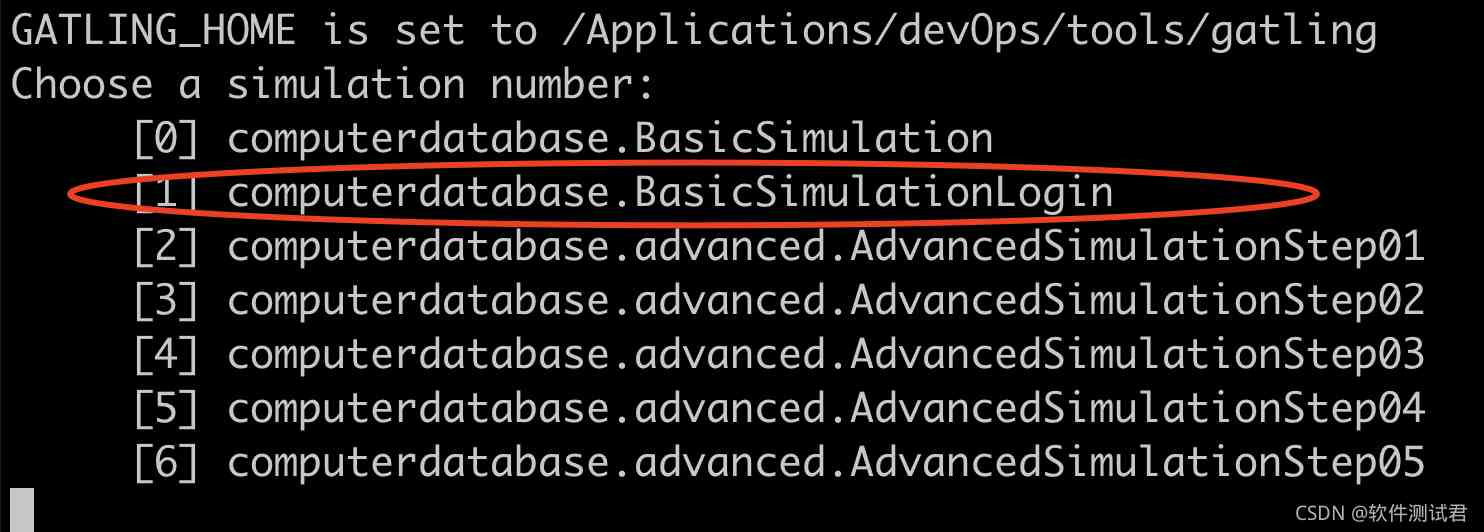 GATLING_HOME is set to /Applications/devOps/tools/gatling
Choose a simulation number:
[0] computerdatabase.BasicSimulation
[1] computerdatabase.BasicSimulationLogin
[2] computerdatabase.advanced.AdvancedSimulationStep01
[3] computerdatabase.advanced.AdvancedSimulationStep02
[4] computerdatabase.advanced.AdvancedSimulationStep03
[5] computerdatabase.advanced.AdvancedSimulationStep04
[6] computerdatabase.advanced.AdvancedSimulationStep05
CSDN @软件测试君